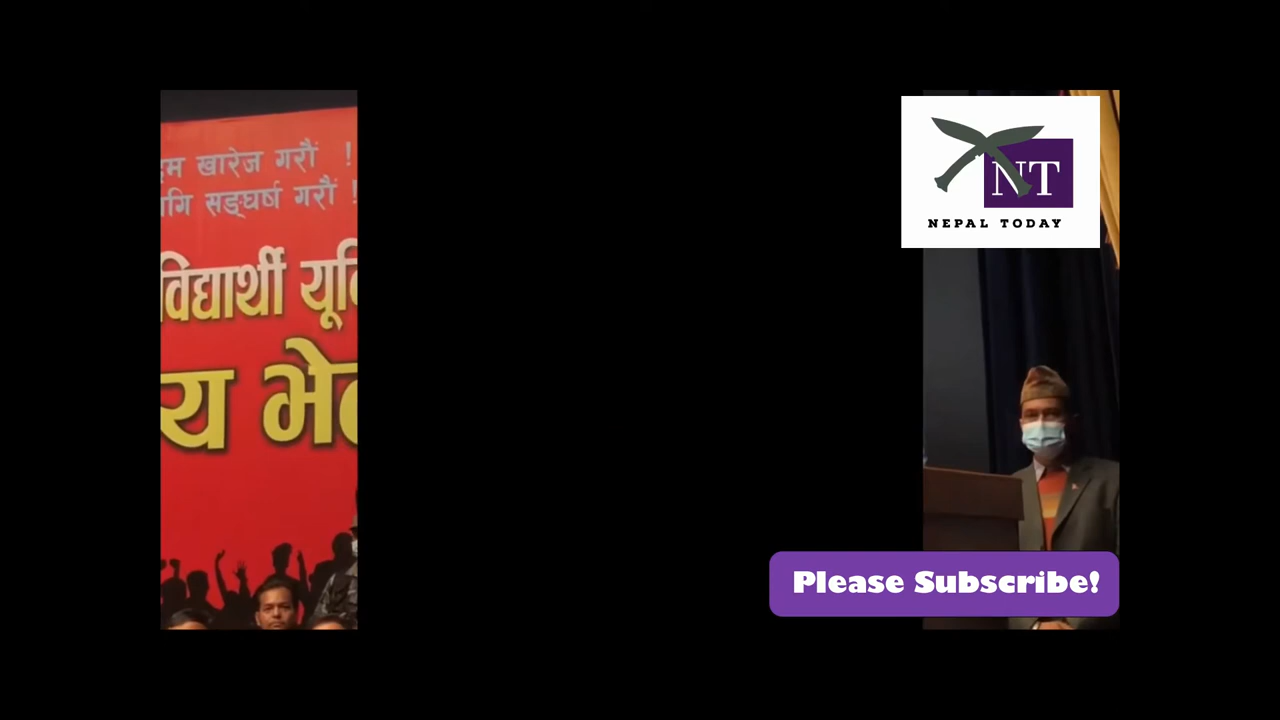 खारेज गरौं !
सङ्घर्ष गरौं !
विद्यार्थी
NT
NEPAL TODAY
Please Subscribe!